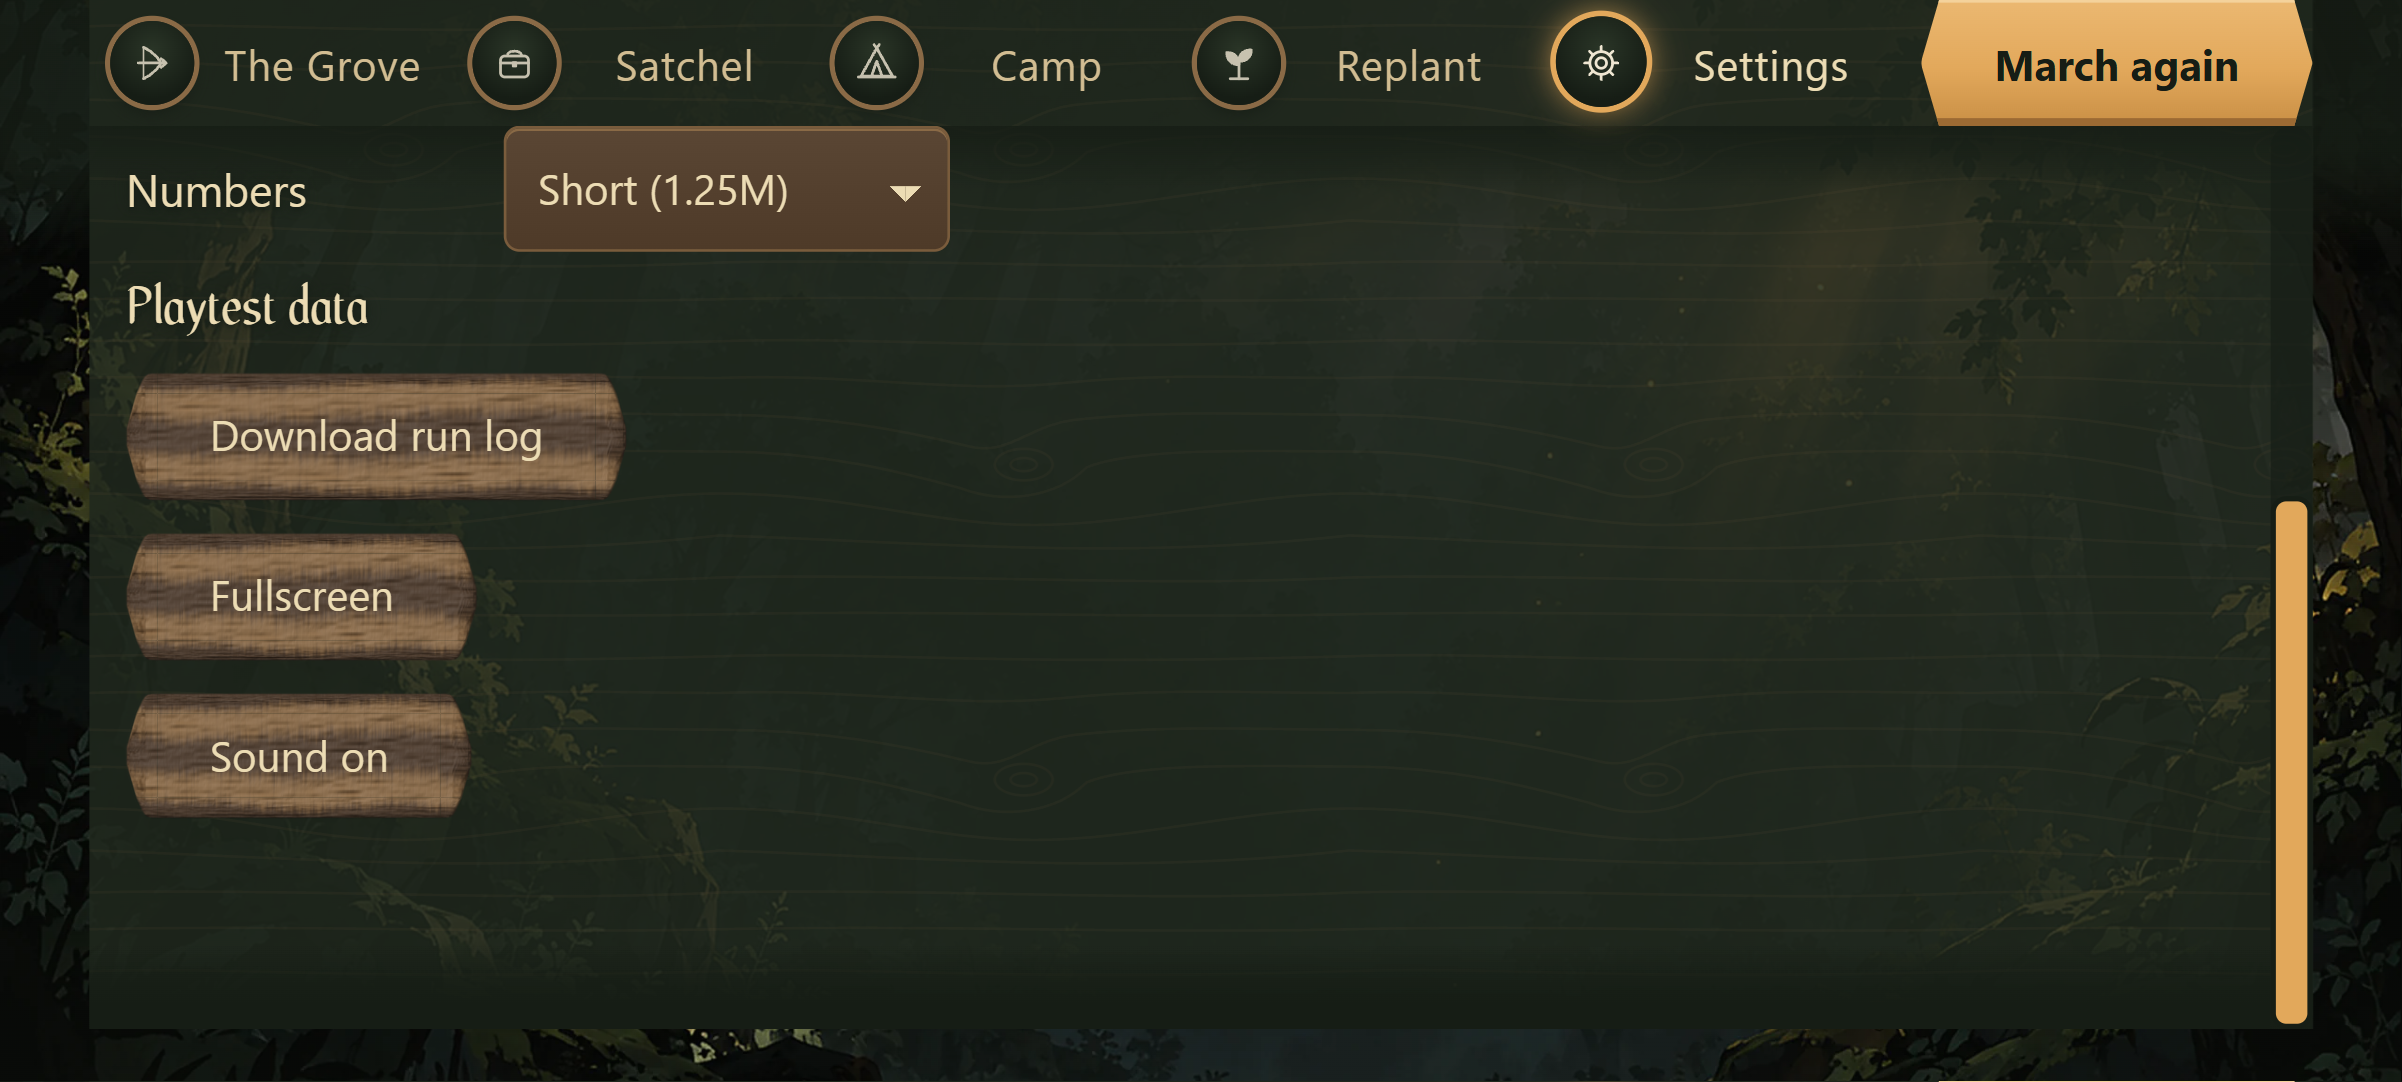 The Grove
Satchel
Camp
Replant
Settings
March again
Numbers
Short (1.25M)
Playtest data
Download run log
Fullscreen
Sound on